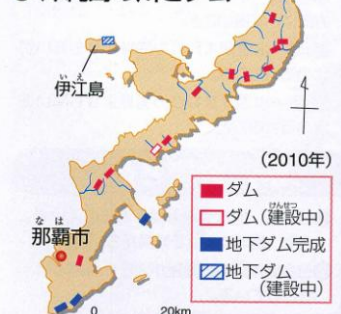 いえ
伊江島
(2010年)
ダム
けんせつ
ダム(建設中)
地下ダム完成
地下ダム
(建設中)
なは
那覇市
0 20km